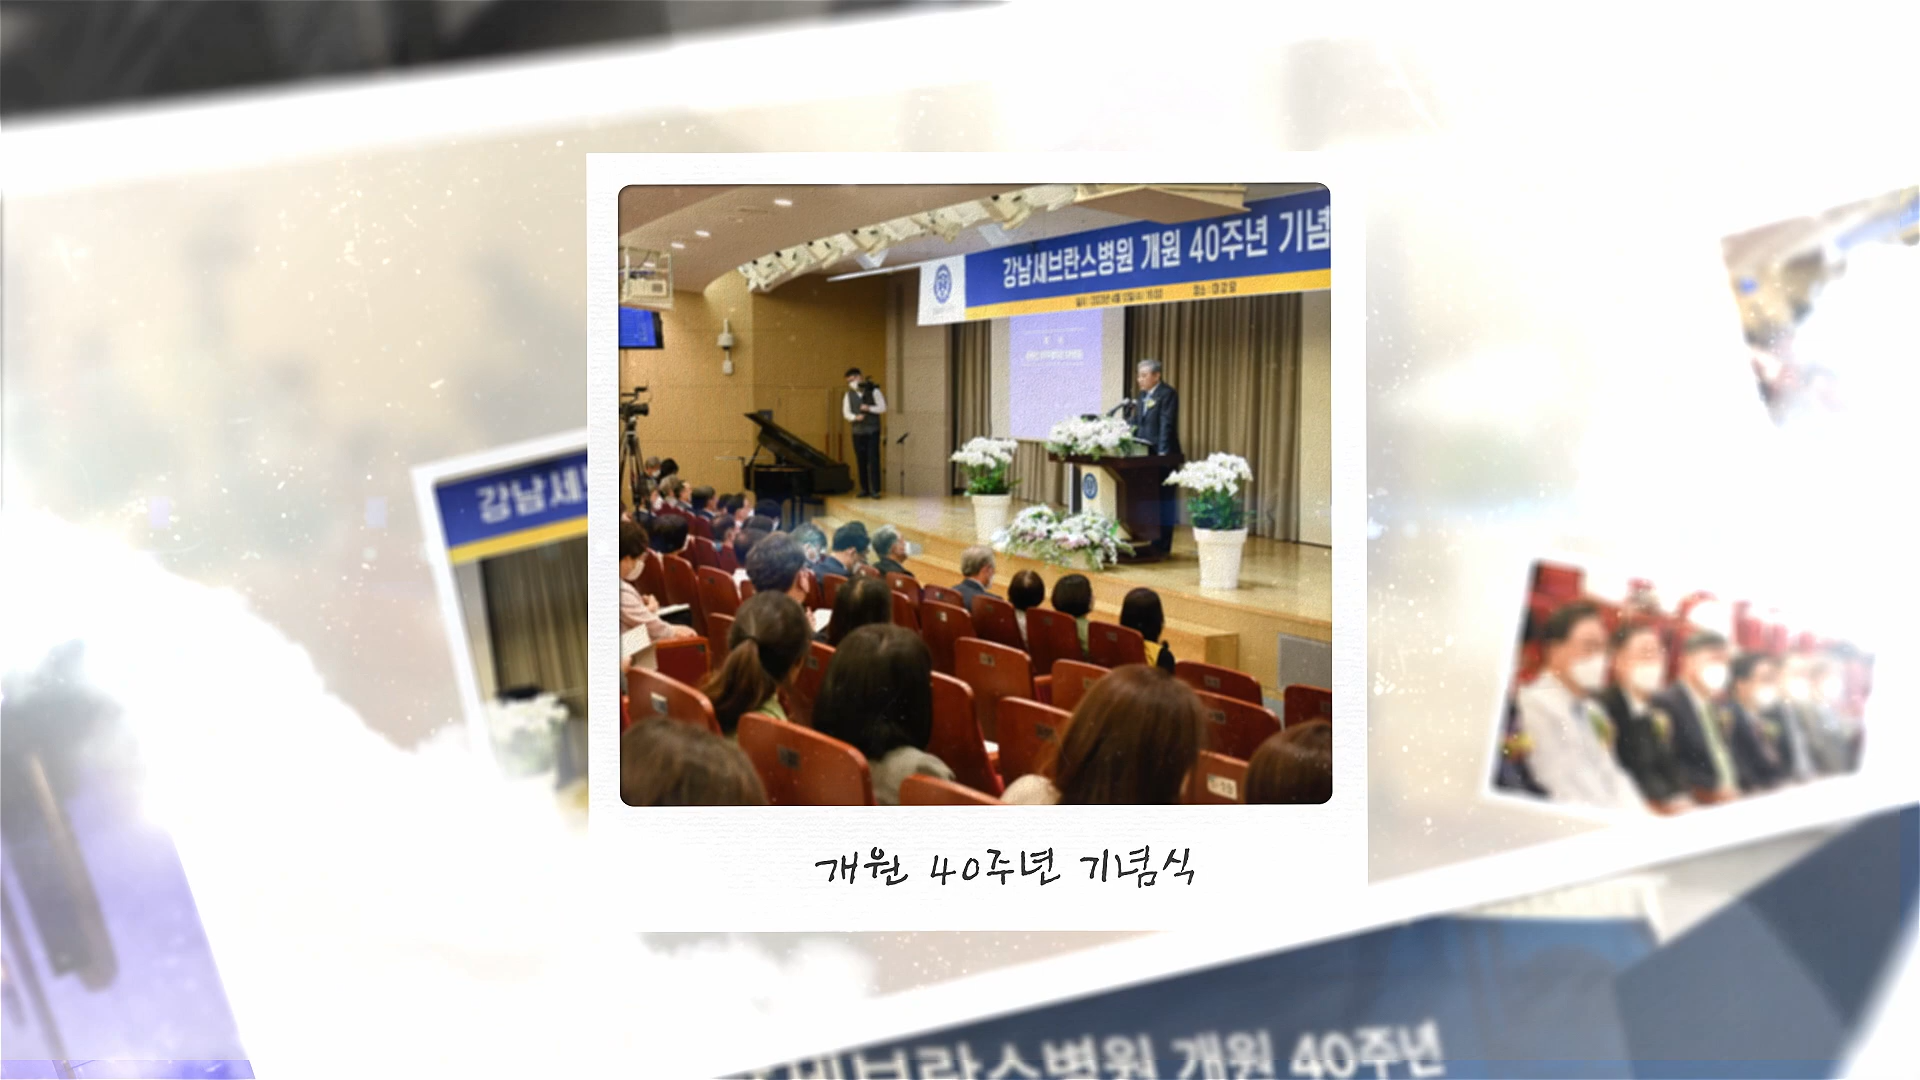 강남세브란스병원 개원 40주년 기념
강남세브
개원 40주년 기념식
세브란스병원 개원 40주년